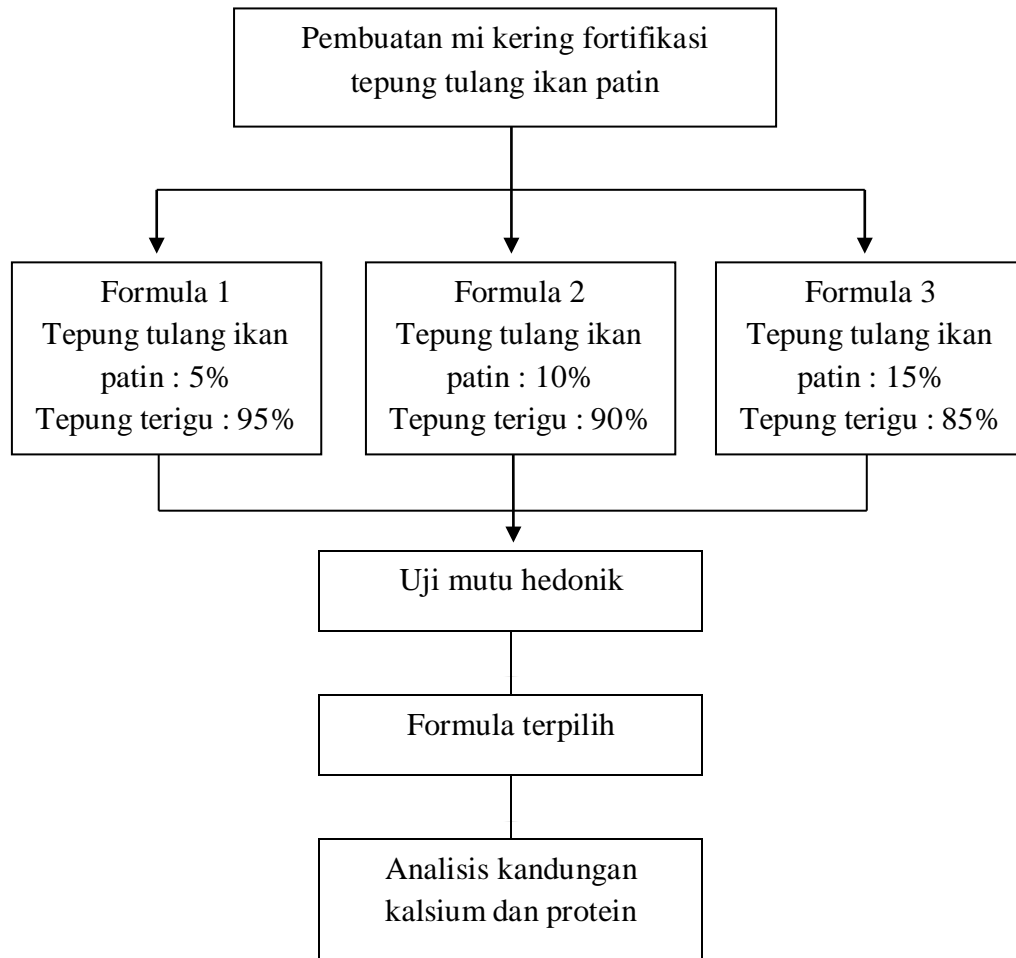 Pembuatan mi kering fortifikasi
tepung tulang ikan patin
Formula 1
Tepung tulang ikan
patin : 5%
Tepung terigu : 95%
Formula 2
Tepung tulang ikan
patin : 10%
Tepung terigu : 90%
Formula 3
Tepung tulang ikan
patin : 15%
Tepung terigu : 85%
Uji mutu hedonik
Formula terpilih
Analisis kandungan
kalsium dan protein